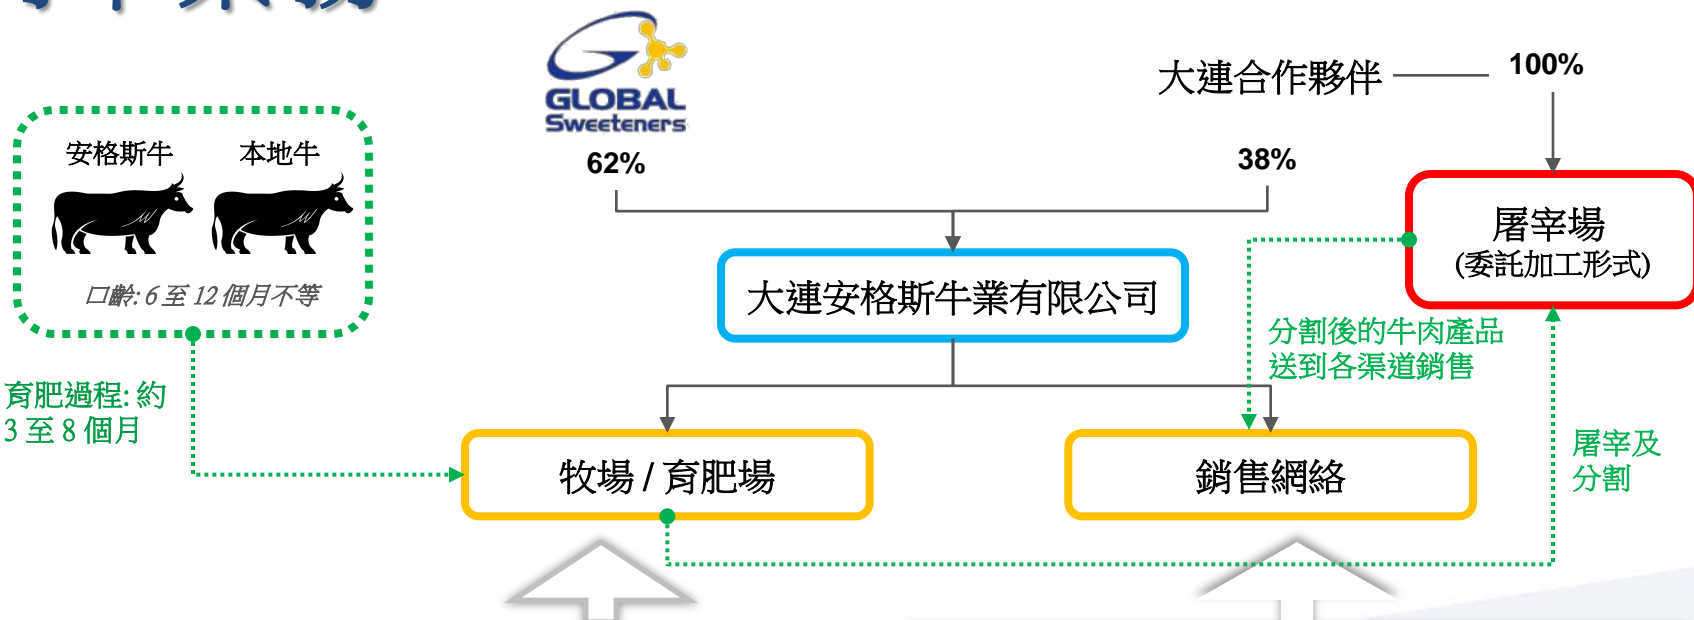 GLOBAL
Sweeteners
大連合作夥伴
100%
安格斯牛
本地牛
口齡: 6 至 12 個月不等
62%
38%
屠宰場
(委託加工形式)
大連安格斯牛業有限公司
分割後的牛肉產品
送到各渠道銷售
育肥過程: 約
3 至 8 個月
牧場 / 育肥場
銷售網絡
屠宰及
分割